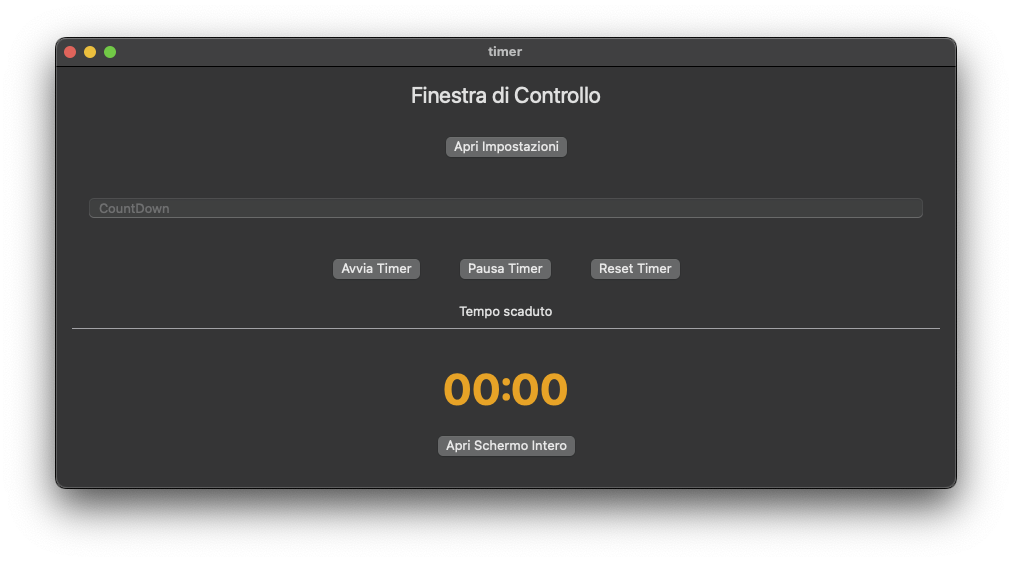 timer
Finestra di Controllo
Apri Impostazioni
CountDown
Avvia Timer Pausa Timer Reset Timer
Tempo scaduto
00:00
Apri Schermo Intero